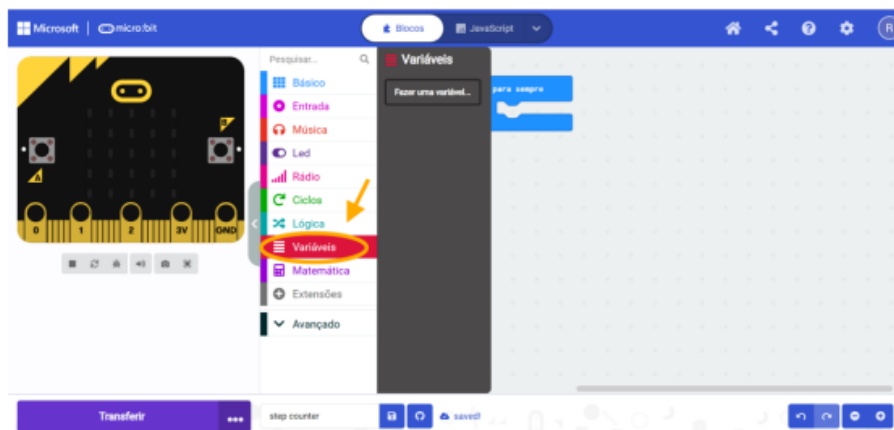 Microsoft | micro:bit
Blocos
JavaScript
R
Pesquisar...
Básico
Entrada
Música
Led
Rádio
Ciclos
Lógica
Variáveis
Matemática
Extensões
Avançado
Variáveis
Fazer uma variável...
para sempre
A
B
0 1 2 3V GND
Transferir
step counter
saved!